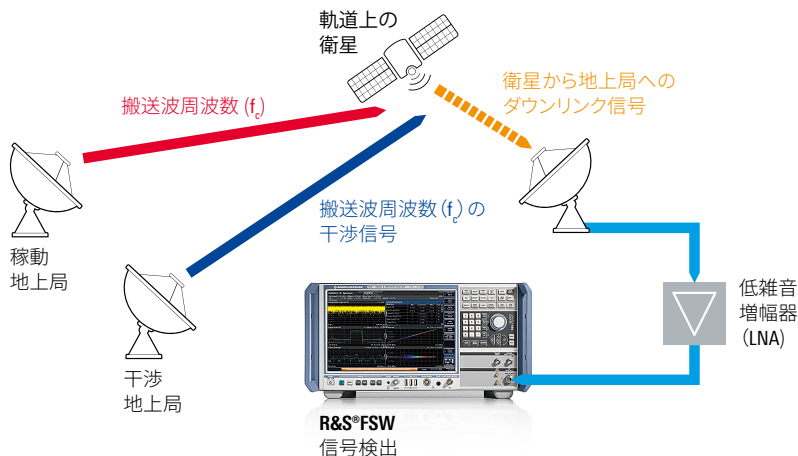 軌道上の
衛星
搬送波周波数 (fc)
衛星から地上局への
ダウンリンク信号
搬送波周波数 (fc) の
干渉信号
稼動
地上局
干渉
地上局
低雑音
増幅器
(LNA)
R&S®FSW
信号検出